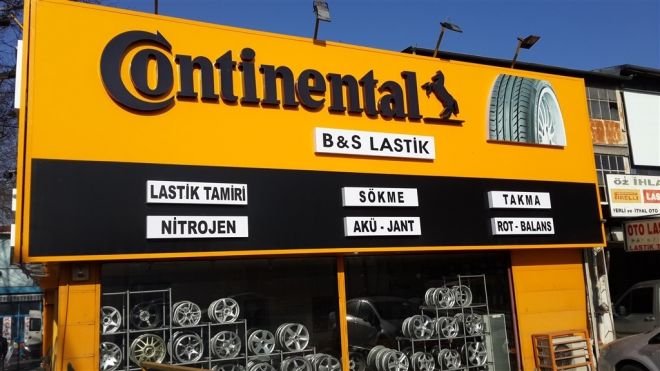 Continental
B&S LASTİK
LASTİK TAMİRİ
SÖKME
TAKMA
NİTROJEN
AKÜ - JANT
ROT - BALANS
ÖZ İHLA
PIRELLI
YERLİ ve İTHAL OTO
OTO LA